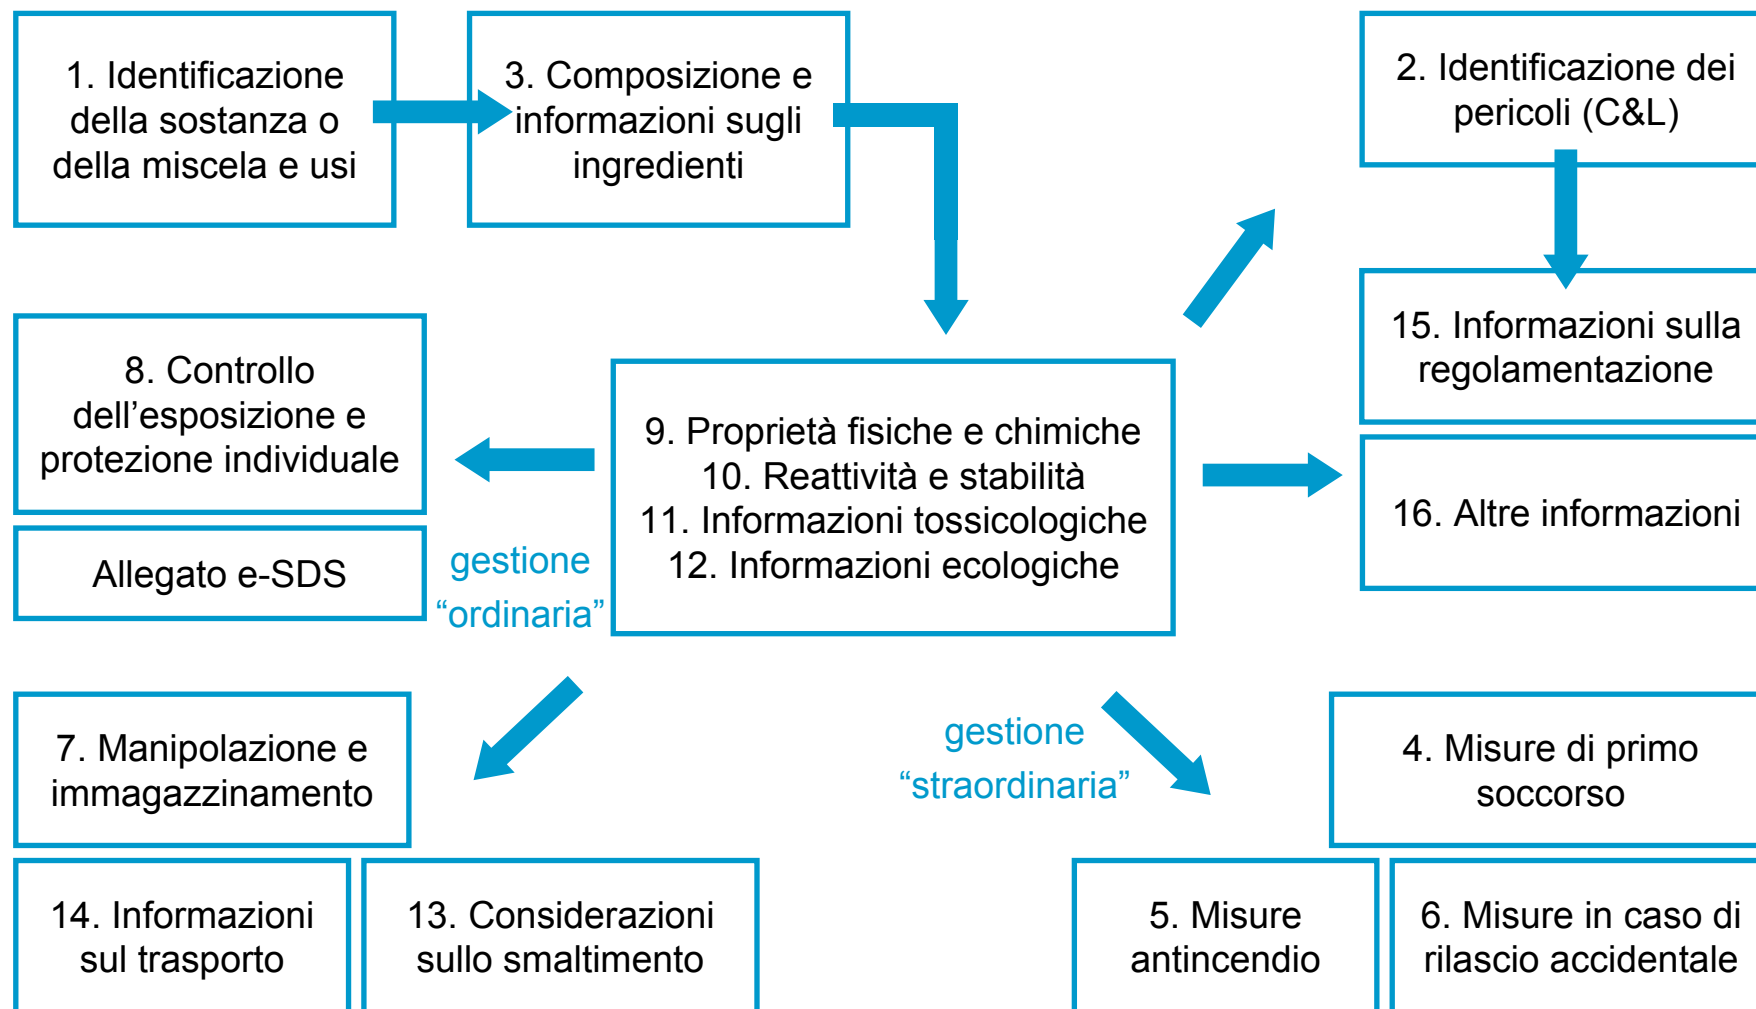 1. Identificazione
della sostanza o
della miscela e usi
3. Composizione e
informazioni sugli
ingredienti
2. Identificazione dei
pericoli (C&L)
15. Informazioni sulla
regolamentazione
8. Controllo
dell’esposizione e
protezione individuale
9. Proprietà fisiche e chimiche
10. Reattività e stabilità
11. Informazioni tossicologiche
12. Informazioni ecologiche
16. Altre informazioni
Allegato e-SDS
gestione
“ordinaria”
7. Manipolazione e
immagazzinamento
gestione
“straordinaria”
4. Misure di primo
soccorso
14. Informazioni
sul trasporto
13. Considerazioni
sullo smaltimento
5. Misure
antincendio
6. Misure in caso di
rilascio accidentale